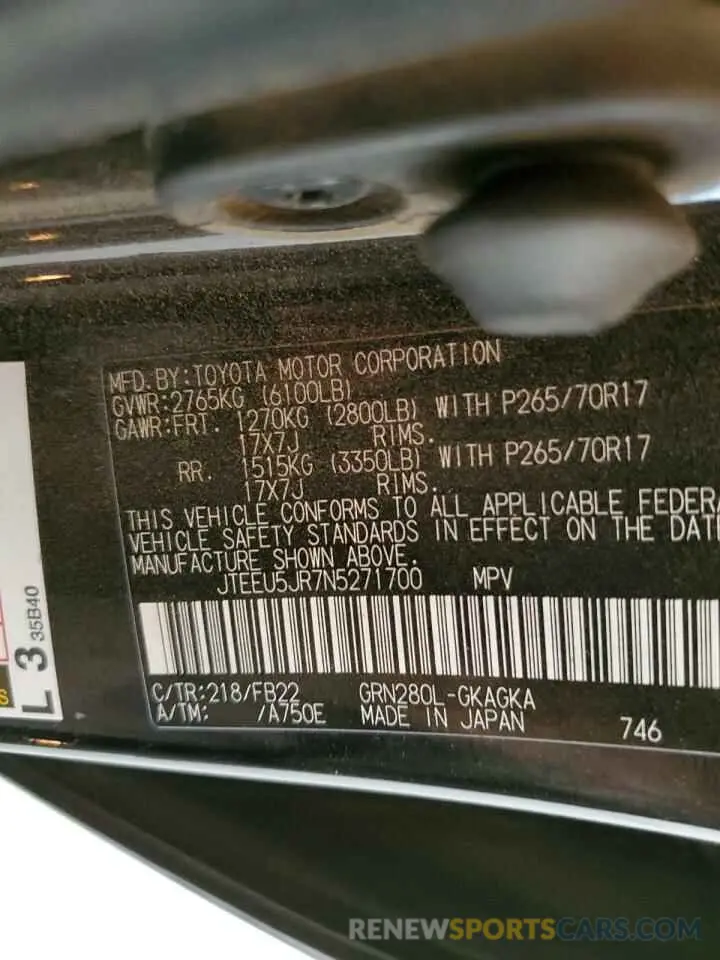 MFD.BY:TOYOTA MOTOR CORPORATION
GVWR:2765KG (6100LB)
GAWR:FRT. 1270KG (2800LB) WITH P265/70R17
17X7J RIMS.
RR. 1515KG (3350LB) WITH P265/70R17
17X7J RIMS.
THIS VEHICLE CONFORMS TO ALL APPLICABLE FEDERA
VEHICLE SAFETY STANDARDS IN EFFECT ON THE DATE
MANUFACTURE SHOWN ABOVE.
JTEEU5JR7N5271700 MPV
C/TR:218/FB22 GRN280L-GKAGKA
A/TM: /A750E MADE IN JAPAN 746
L 3 35B40
S
RENEWSPORTSCARS.COM